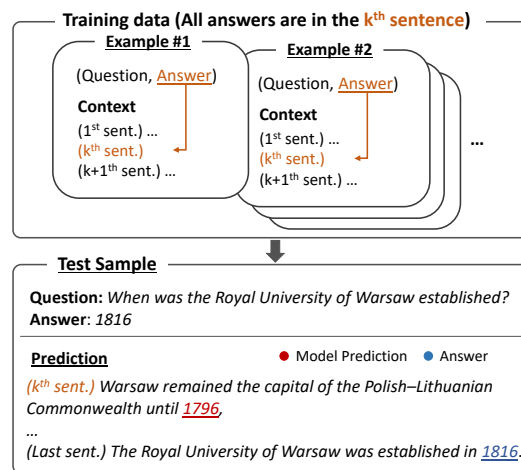 Training data (All answers are in the kth sentence)
Example #1
(Question, Answer)
Context
(1st sent.) ...
(kth sent.)
(k+1th sent.) ...
Example #2
(Question, Answer)
Context
(1st sent.) ...
(kth sent.)
(k+1th sent.) ...
...
Test Sample
Question: When was the Royal University of Warsaw established?
Answer: 1816
Prediction
Model Prediction
Answer
(kth sent.) Warsaw remained the capital of the Polish–Lithuanian
Commonwealth until 1796,
...
(Last sent.) The Royal University of Warsaw was established in 1816.